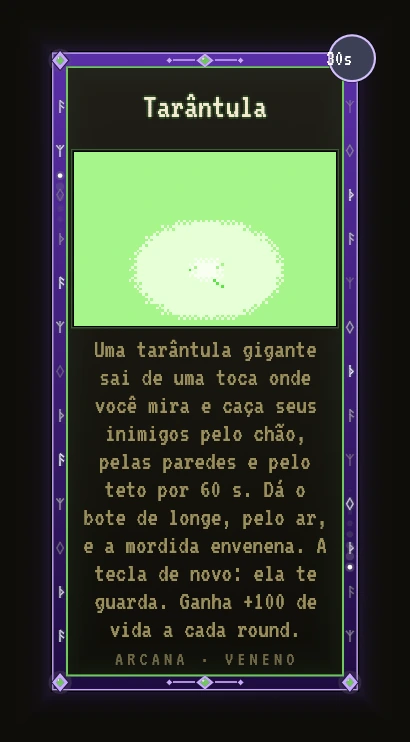 30s
Tarântula
Uma tarântula gigante
sai de uma toca onde
você mira e caça seus
inimigos pelo chão,
pelas paredes e pelo
teto por 60 s. Dá o
bote de longe, pelo ar,
e a mordida envenena. A
tecla de novo: ela te
guarda. Ganha +100 de
vida a cada round.
ARCANA · VENENO